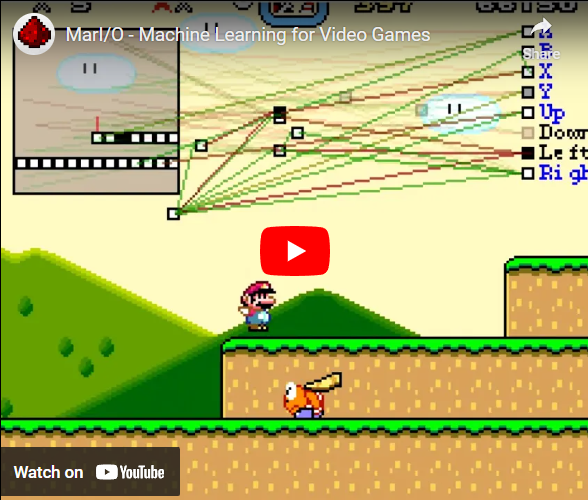 MarI/O - Machine Learning for Video Games
Share
X
Y
Up
Down
Left
Right
Watch on YouTube